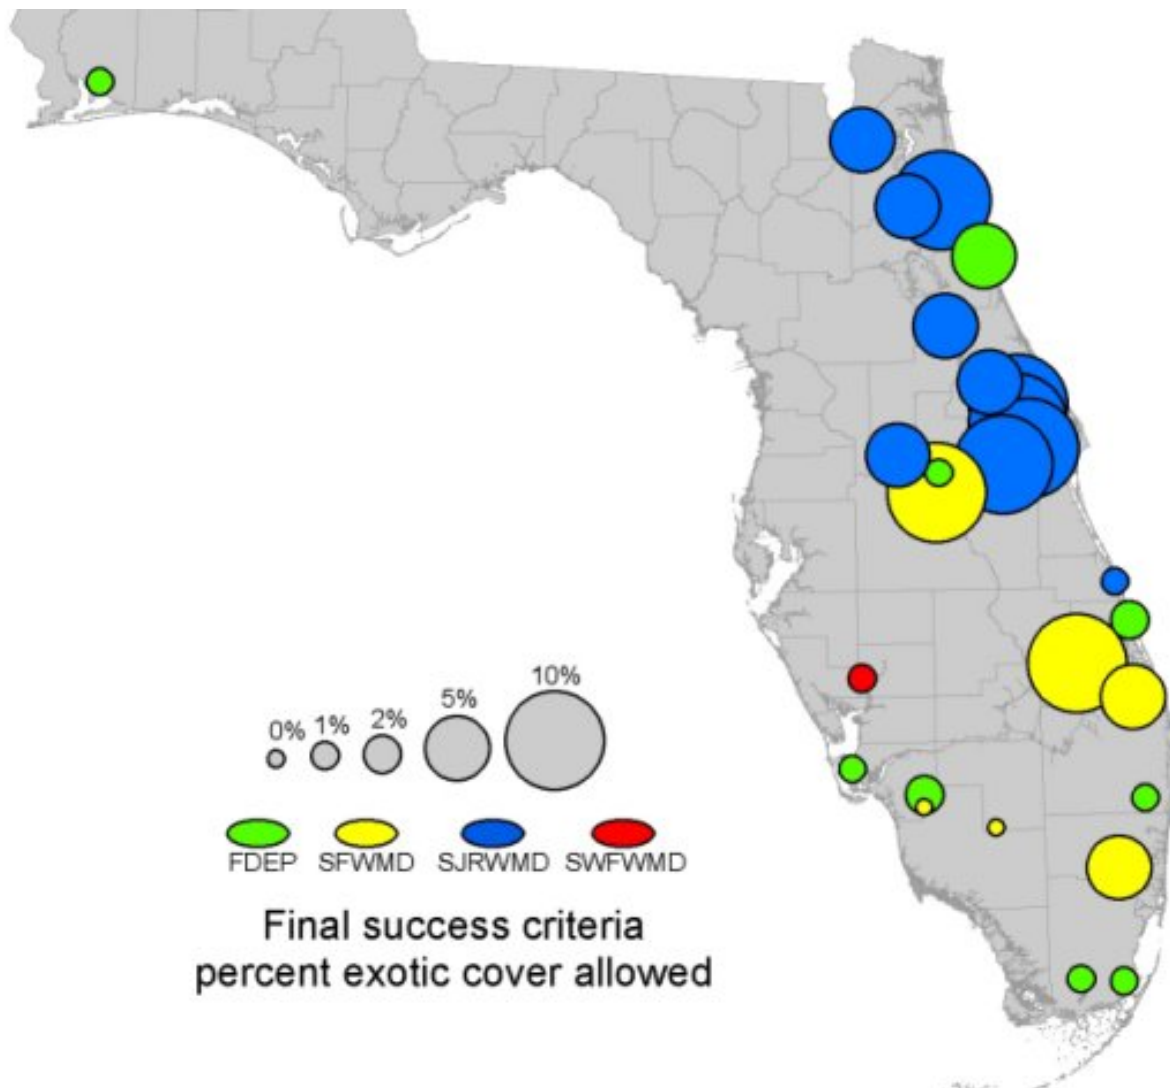 0% 1% 2% 5% 10%
FDEP SFWMD SJRWMD SWFWMD
Final success criteria
percent exotic cover allowed